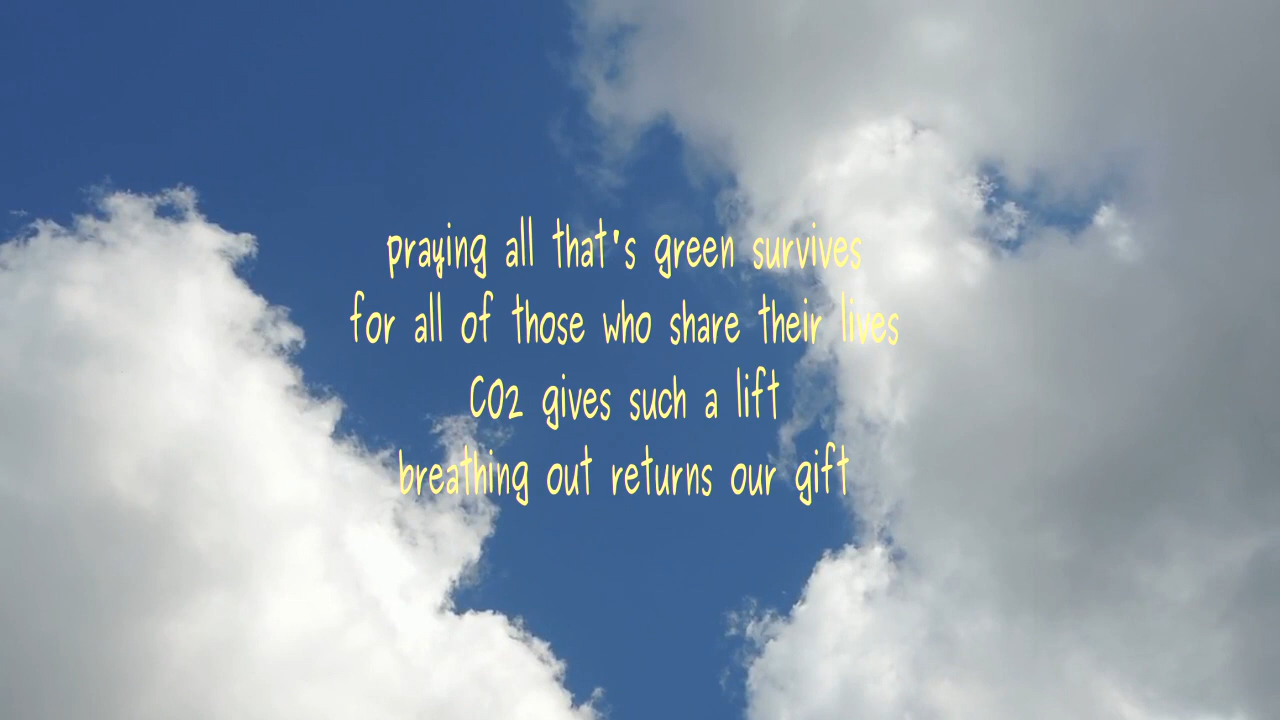 praying all that's green survives
for all of those who share their lives
CO2 gives such a lift
breathing out returns our gift